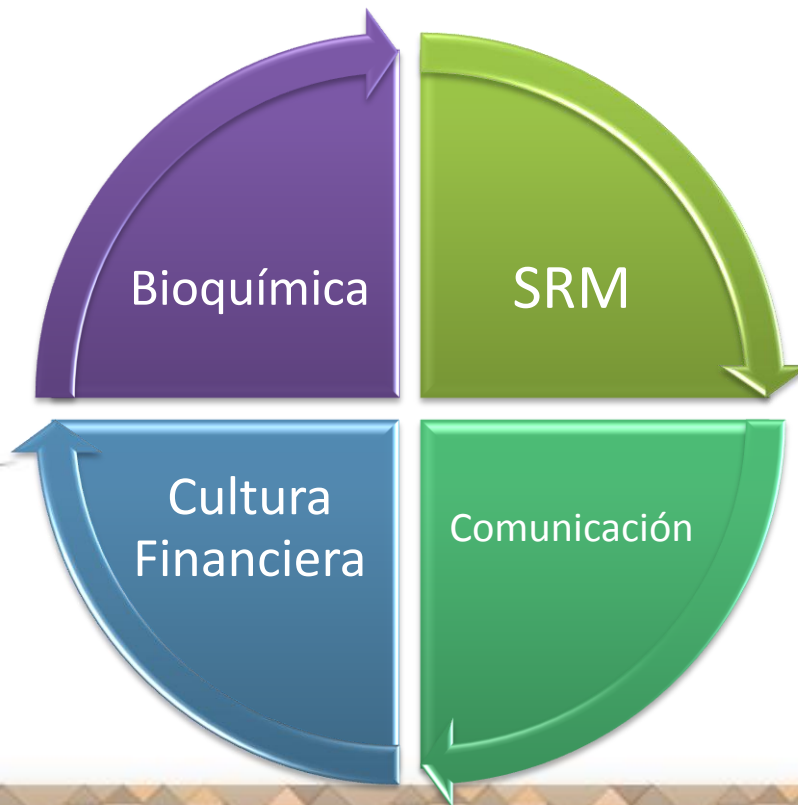 Bioquímica
SRM
Cultura
Financiera
Comunicación